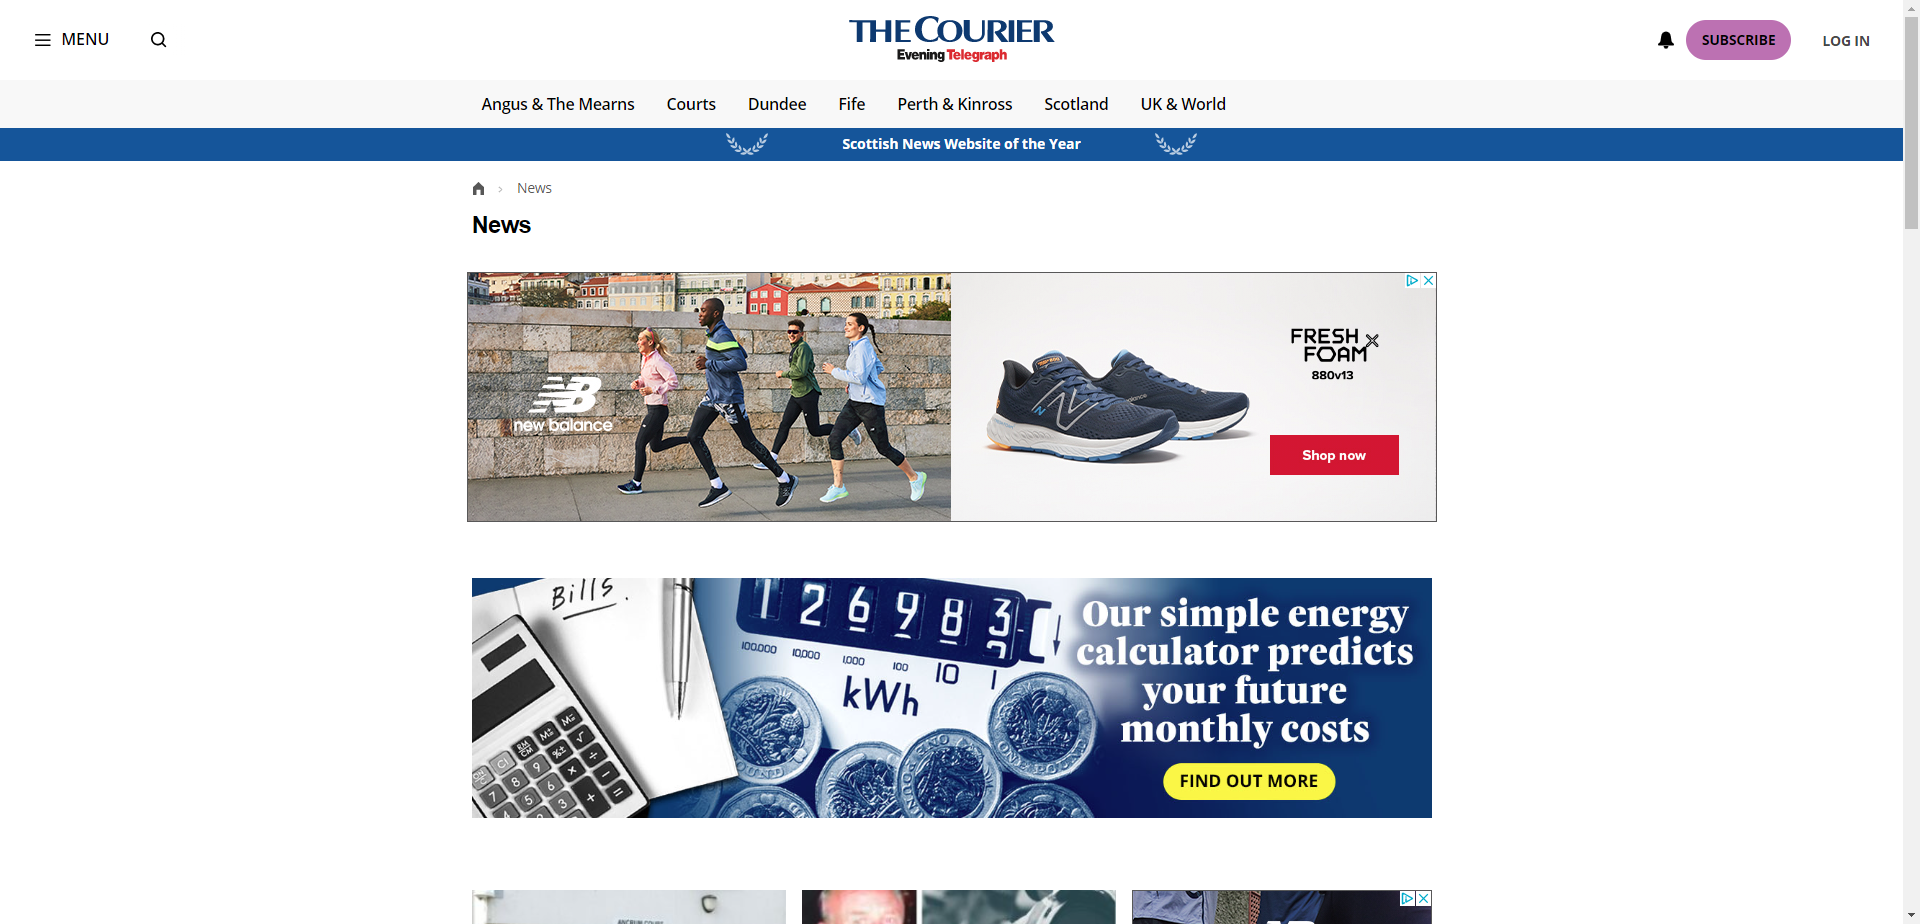 MENU
THE COURIER
Evening Telegraph
SUBSCRIBE
LOG IN
Angus & The Mearns
Courts
Dundee
Fife
Perth & Kinross
Scotland
UK & World
Scottish News Website of the Year
News
News
new balance
FRESH
FOAM X
880v13
Shop now
Bills.
1 2 6 9 8 3
100,000 10,000 1,000 100 10 1
kWh
Our simple energy
calculator predicts
your future
monthly costs
FIND OUT MORE